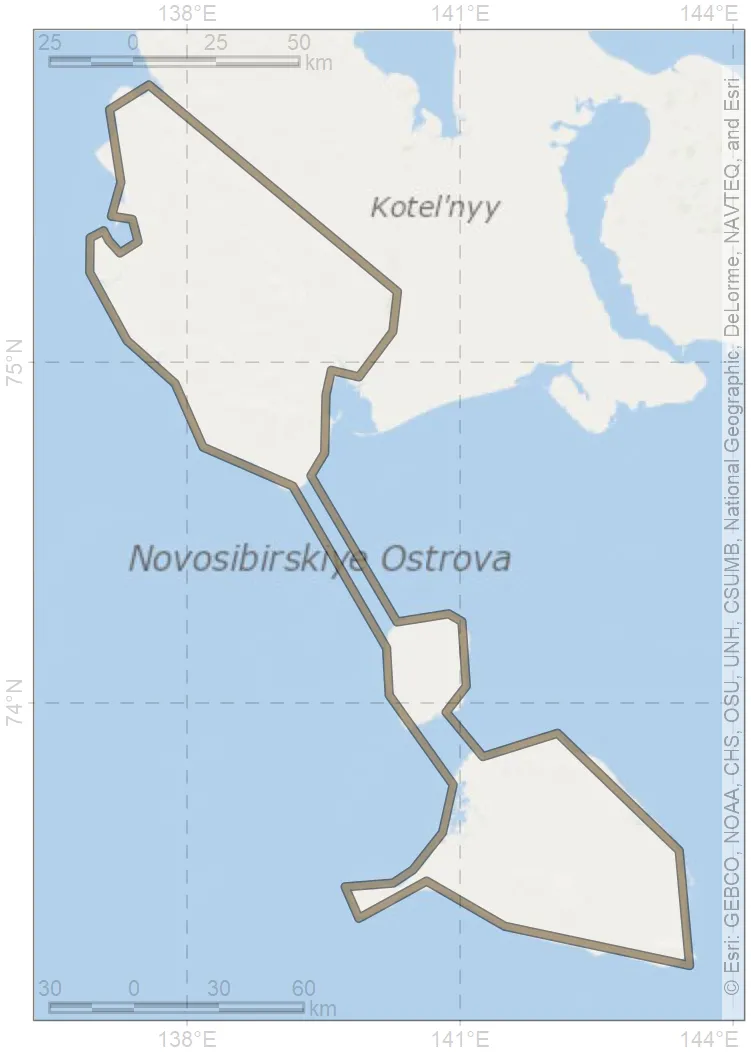 138°E 141°E 144°E
25 0 25 50
km
Kotel'nyy
75°N
Novosibirskiye Ostrova
74°N
© Esri: GEBCO, NOAA, CHS, OSU, UNH, CSUMB, National Geographic, DeLorme, NAVTEQ, and Esri
30 0 30 60
km
138°E 141°E 144°E